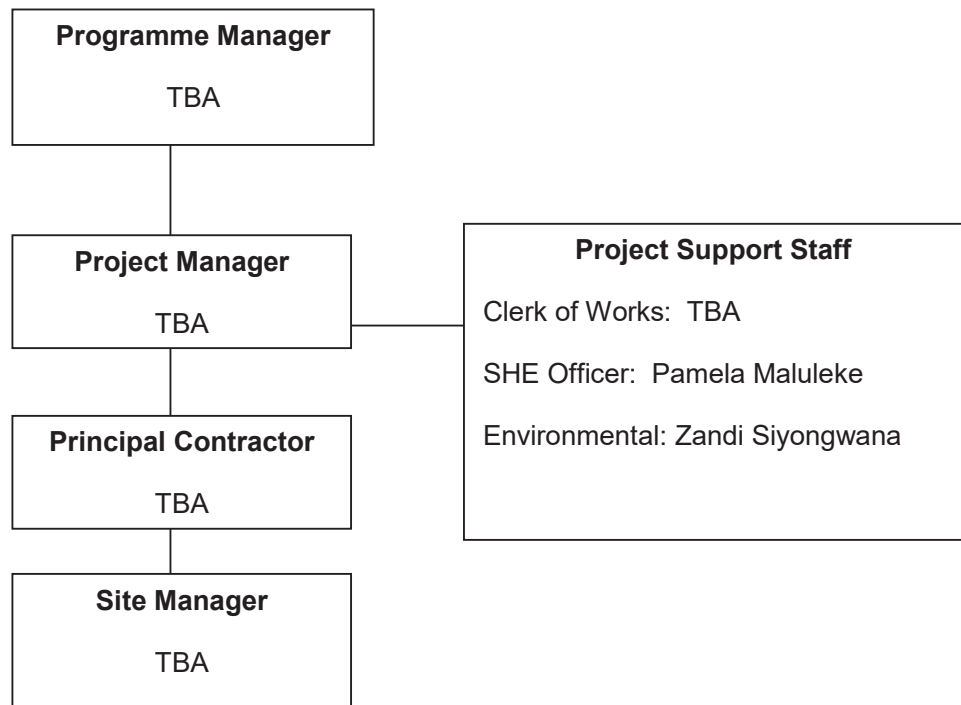 Programme Manager
TBA
Project Manager
TBA
Project Support Staff
Clerk of Works: TBA
SHE Officer: Pamela Maluleke
Environmental: Zandi Siyongwana
Principal Contractor
TBA
Site Manager
TBA